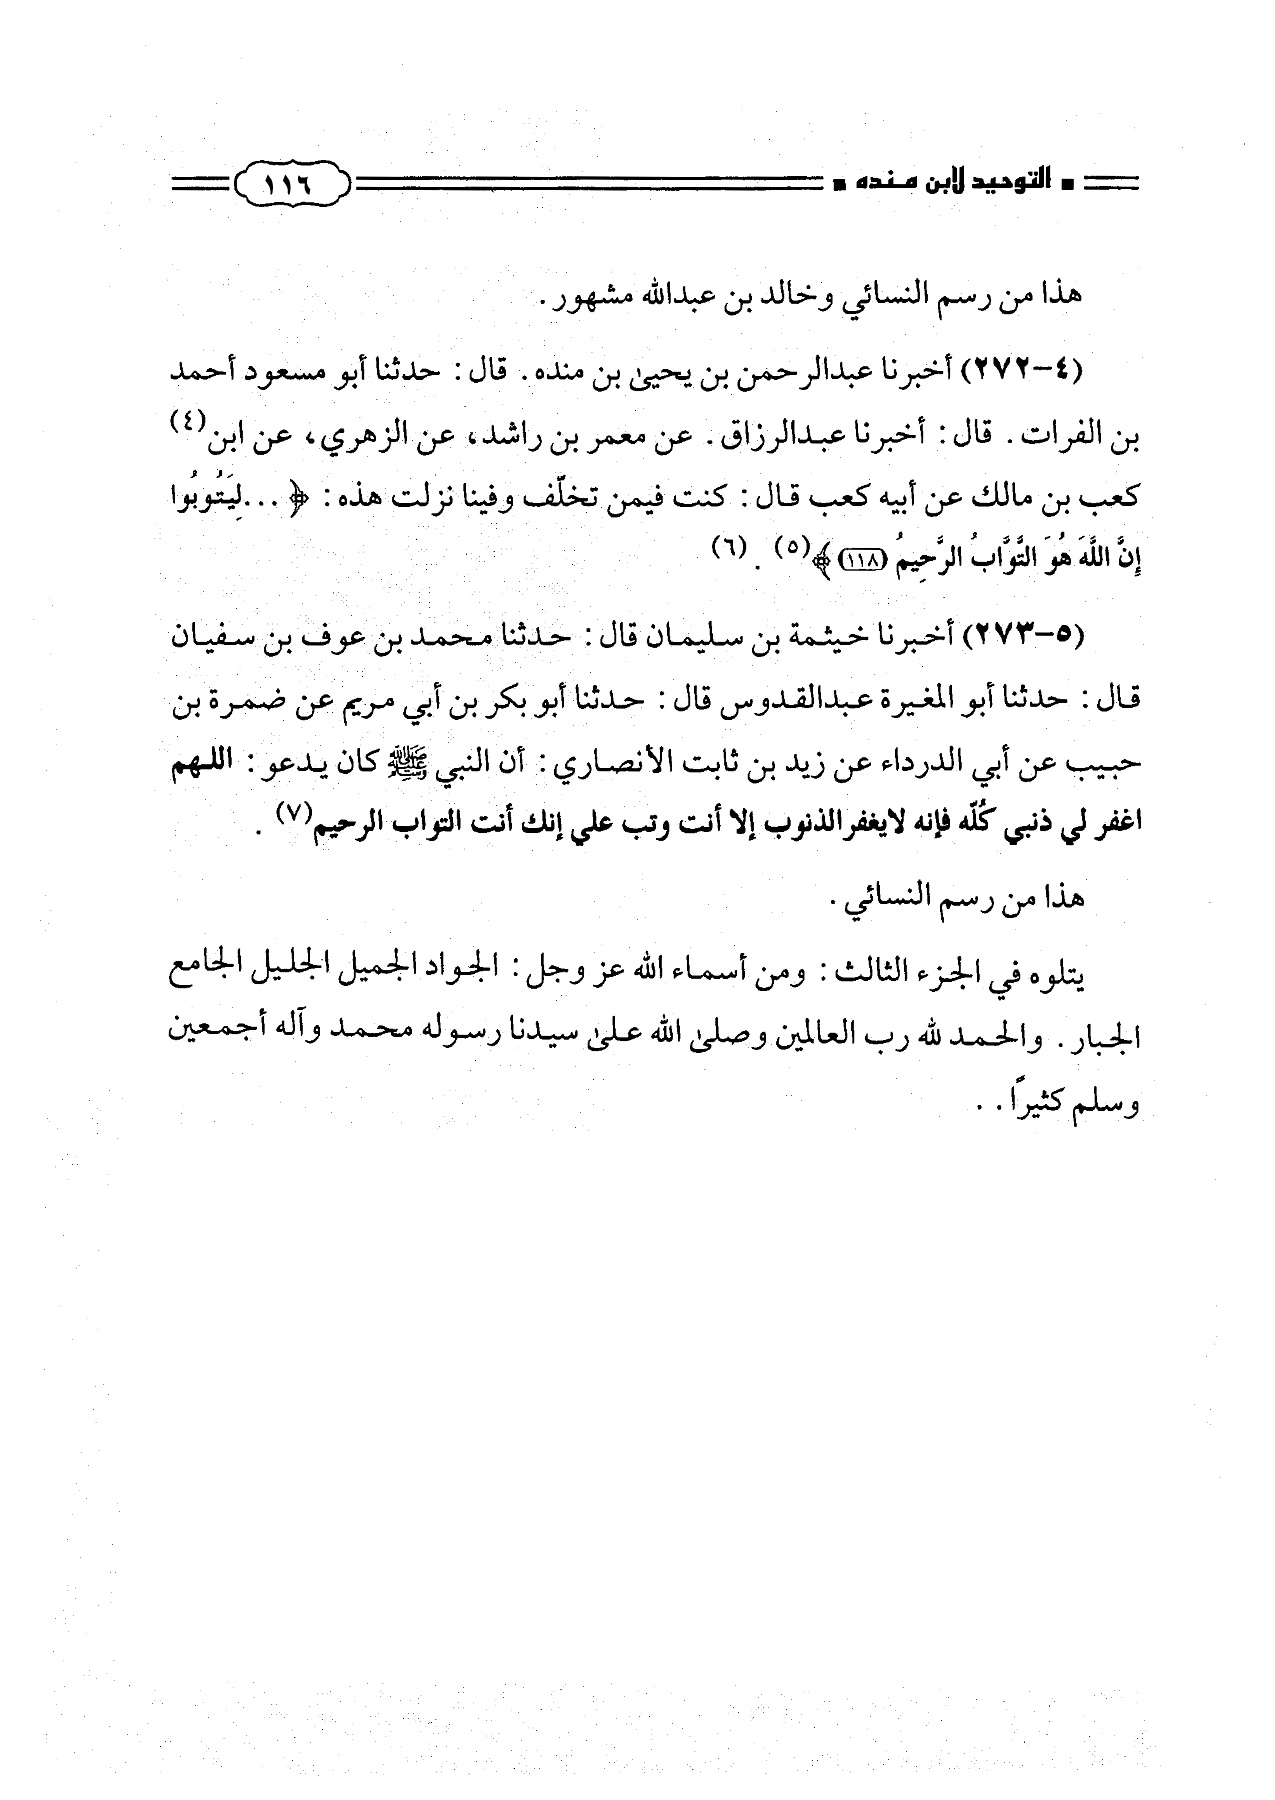 ■ التوحيد لابن منده ■ ١١٦
هذا من رسم النسائي وخالد بن عبدالله مشهور .
(٤-٢٧٢) أخبرنا عبدالرحمن بن يحيىٰ بن منده . قال : حدثنا أبو مسعود أحمد
بن الفرات . قال : أخبرنا عبدالرزاق . عن معمر بن راشد، عن الزهري، عن ابن(٤)
كعب بن مالك عن أبيه كعب قال : كنت فيمن تخلّف وفينا نزلت هذه : ﴿ ...لِيَتُوبُوا
إِنَّ اللَّهَ هُوَ التَّوَّابُ الرَّحِيمُ (١١٨)﴾(٥) . (٦)
(٥-٢٧٣) أخبرنا خيثمة بن سليمان قال : حدثنا محمد بن عوف بن سفيان
قال : حدثنا أبو المغيرة عبدالقدوس قال : حدثنا أبو بكر بن أبي مريم عن ضمرة بن
حبيب عن أبي الدرداء عن زيد بن ثابت الأنصاري : أن النبي ﷺ كان يدعو : اللهم
اغفر لي ذنبي كُلّه فإنه لايغفر الذنوب إلا أنت وتب علي إنك أنت التواب الرحيم(٧) .
هذا من رسم النسائي .
يتلوه في الجزء الثالث : ومن أسماء الله عز وجل : الجواد الجميل الجليل الجامع
الجبار . والحمد لله رب العالمين وصلىٰ الله علىٰ سيدنا رسوله محمد وآله أجمعين
وسلم كثيراً . .